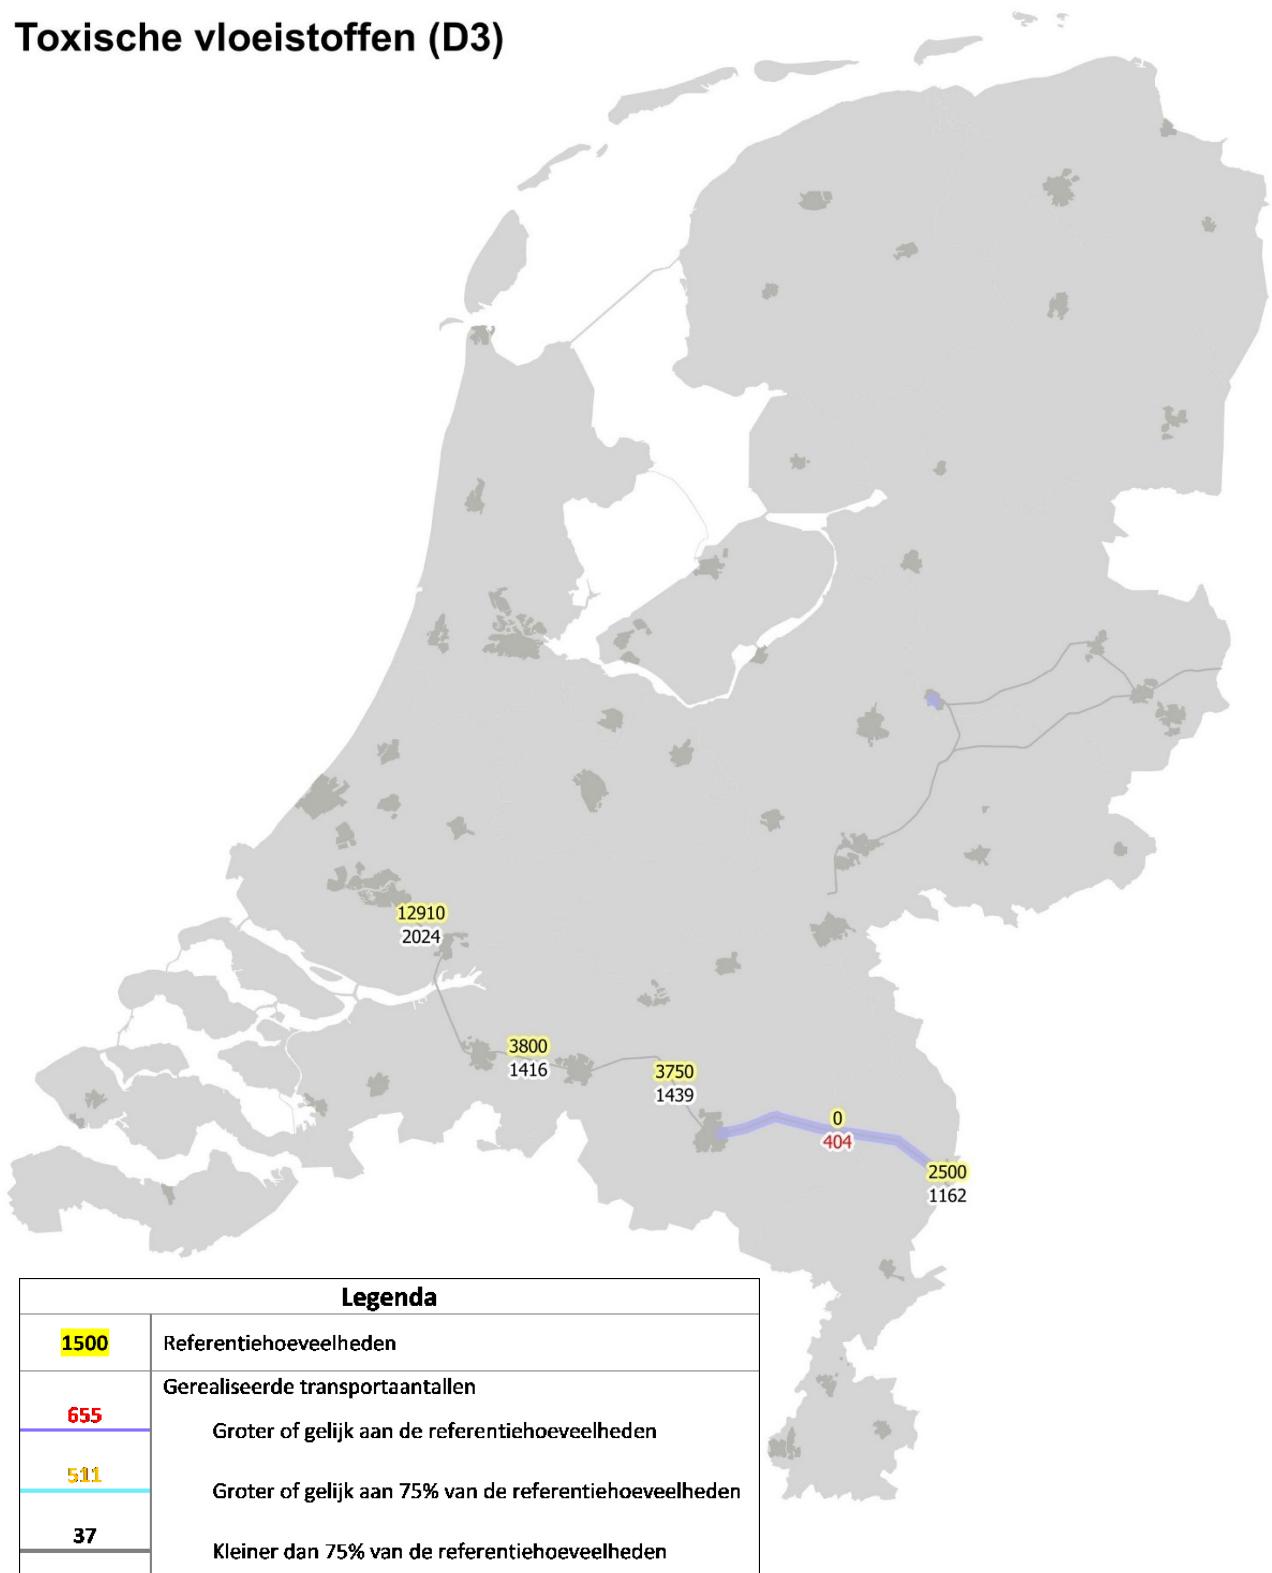 Toxische vloeistoffen (D3)
12910
2024
3800
1416
3750
1439
0
404
2500
1162
Legenda
1500 Referentiehoeveelheden
Gerealiseerde transportaantallen
655
Groter of gelijk aan de referentiehoeveelheden
511
Groter of gelijk aan 75% van de referentiehoeveelheden
37
Kleiner dan 75% van de referentiehoeveelheden